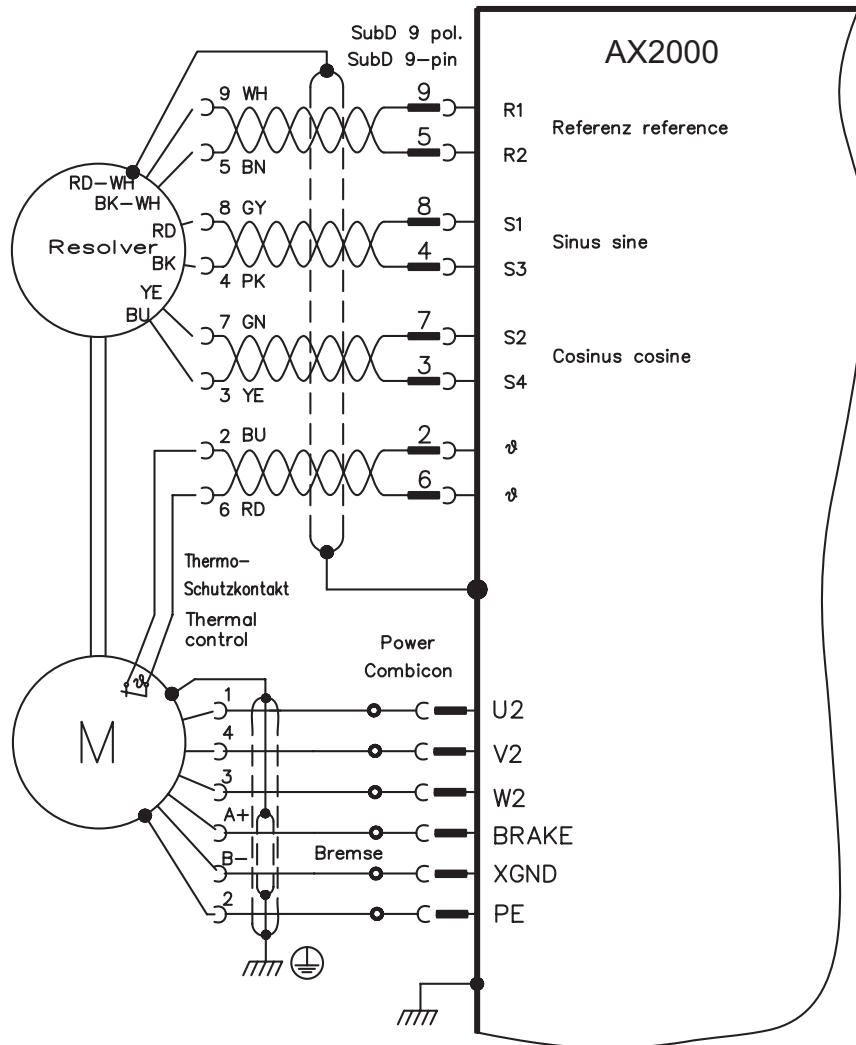 SubD 9 pol.
SubD 9-pin
AX2000
9 WH
9
R1
Referenz reference
5 BN
5
R2
RD-WH
BK-WH
8 GY
8
S1
RD
Resolver
Sinus sine
BK
4 PK
4
S3
YE
BU
7 GN
7
S2
Cosinus cosine
3 YE
3
S4
2 BU
2
ϑ
6 RD
6
ϑ
Thermo-
Schutzkontakt
Thermal
control
Power
Combicon
ϑ
M
1
U2
4
V2
3
W2
A+
BRAKE
B-
Bremse
XGND
2
PE